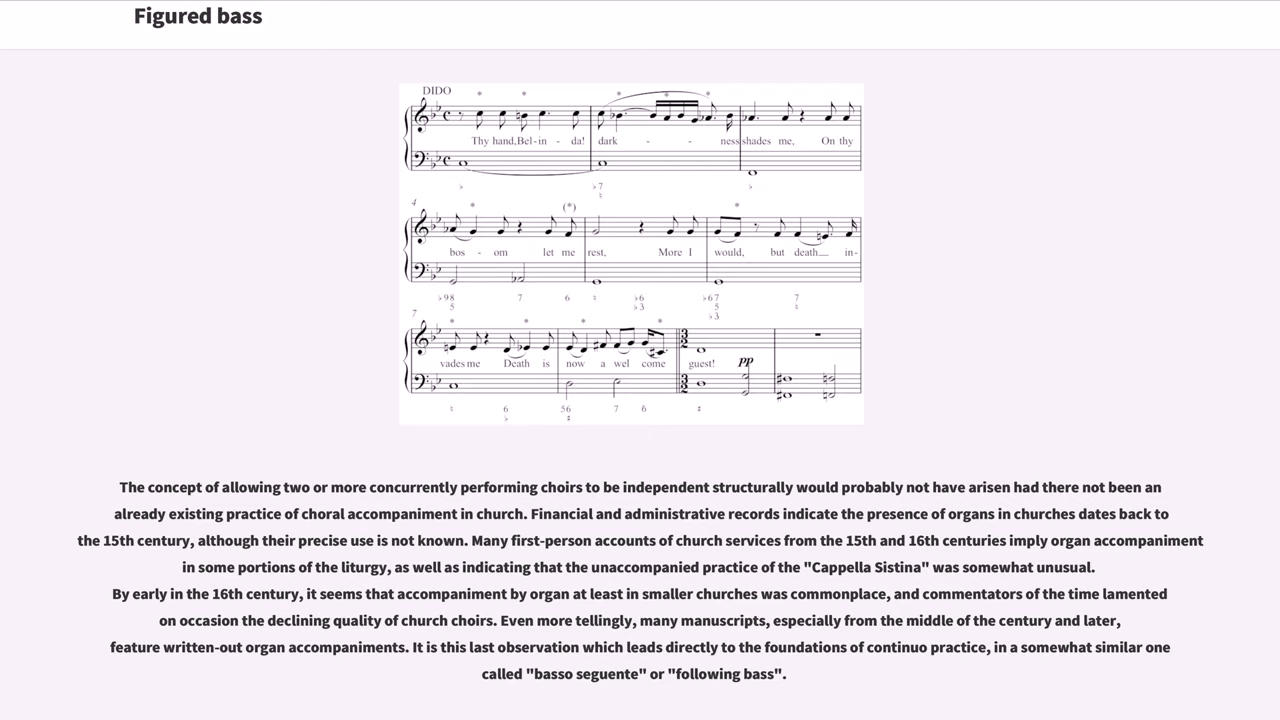 Figured bass
DIDO
Thy hand, Bel - in - da! dark - - ness shades me, On thy
4
bos - om let me rest, More I would, but death in-
7
vades me Death is now a wel come guest!
pp
The concept of allowing two or more concurrently performing choirs to be independent structurally would probably not have arisen had there not been an
already existing practice of choral accompaniment in church. Financial and administrative records indicate the presence of organs in churches dates back to
the 15th century, although their precise use is not known. Many first-person accounts of church services from the 15th and 16th centuries imply organ accompaniment
in some portions of the liturgy, as well as indicating that the unaccompanied practice of the "Cappella Sistina" was somewhat unusual.
By early in the 16th century, it seems that accompaniment by organ at least in smaller churches was commonplace, and commentators of the time lamented
on occasion the declining quality of church choirs. Even more tellingly, many manuscripts, especially from the middle of the century and later,
feature written-out organ accompaniments. It is this last observation which leads directly to the foundations of continuo practice, in a somewhat similar one
called "basso seguente" or "following bass".